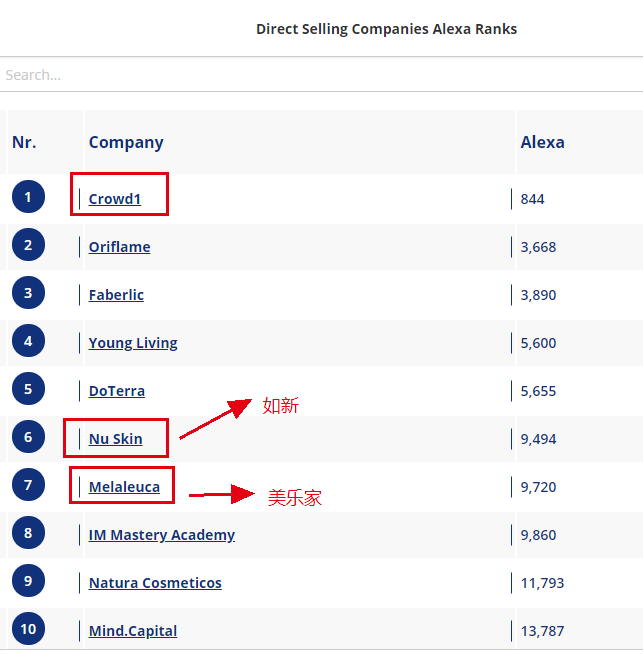 Direct Selling Companies Alexa Ranks
Search...
Nr. Company Alexa
1 Crowd1 844
2 Oriflame 3,668
3 Faberlic 3,890
4 Young Living 5,600
5 DoTerra 5,655
如新
6 Nu Skin 9,494
7 Melaleuca 9,720
美乐家
8 IM Mastery Academy 9,860
9 Natura Cosmeticos 11,793
10 Mind.Capital 13,787